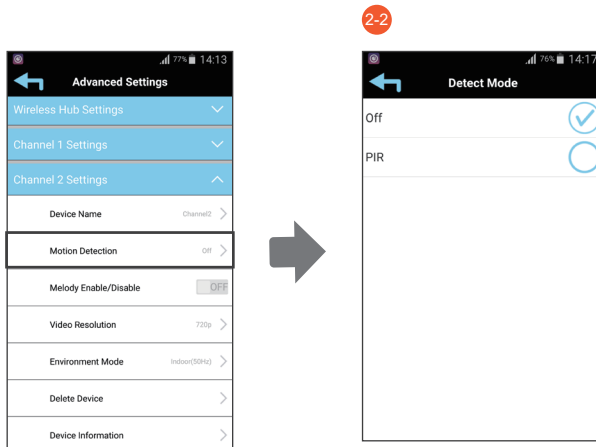 2-2
77% 14:13
Advanced Settings
Wireless Hub Settings
Channel 1 Settings
Channel 2 Settings
Device Name Channel2
Motion Detection Off
Melody Enable/Disable OFF
Video Resolution 720p
Environment Mode Indoor(50Hz)
Delete Device
Device Information
76% 14:17
Detect Mode
Off
PIR